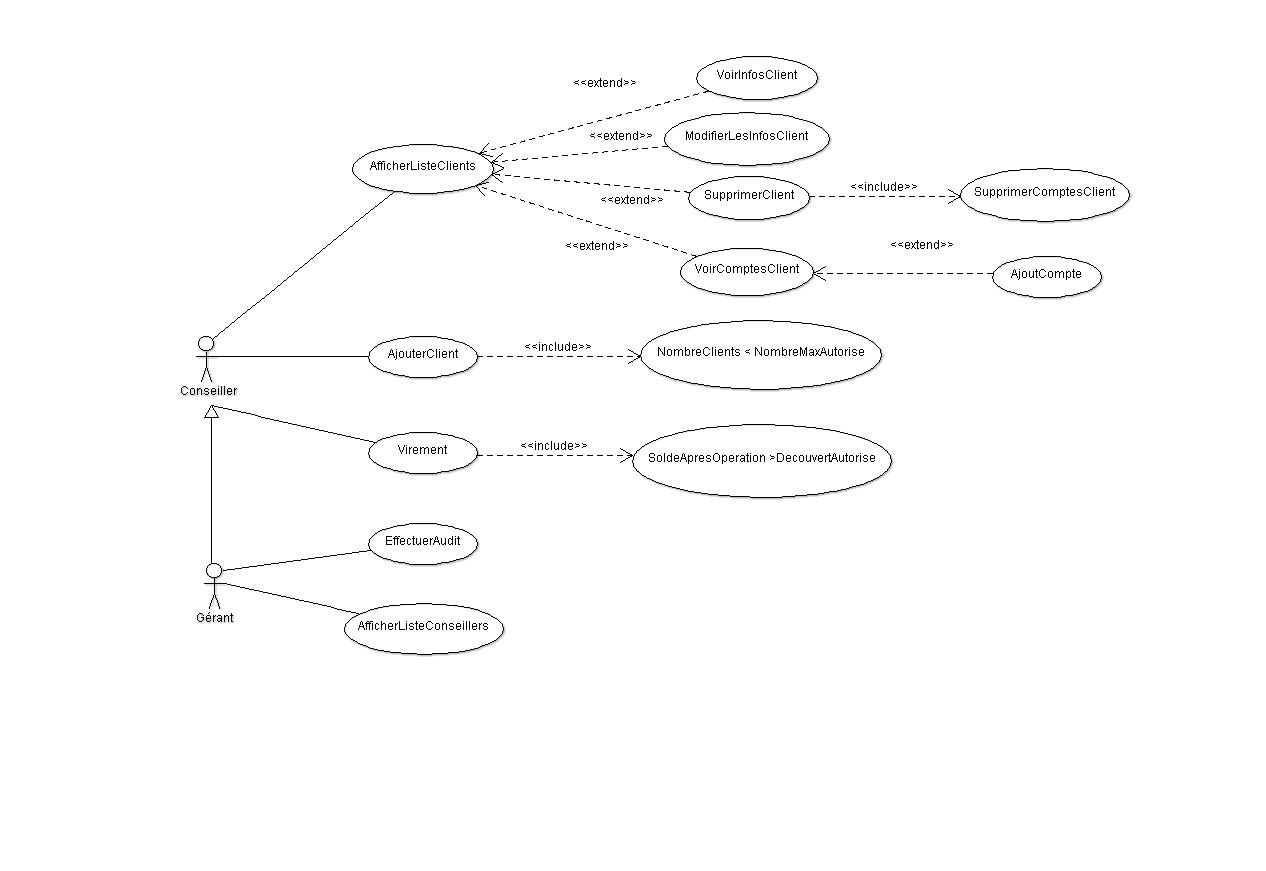 VoirInfosClient
<<extend>>
<<extend>>
ModifierLesInfosClient
AfficherListeClients
SupprimerClient
<<include>>
SupprimerComptesClient
<<extend>>
<<extend>>
<<extend>>
VoirComptesClient
AjoutCompte
AjouterClient
<<include>>
NombreClients < NombreMaxAutorise
Conseiller
Virement
<<include>>
SoldeApresOperation >DecouvertAutorise
EffectuerAudit
Gérant
AfficherListeConseillers